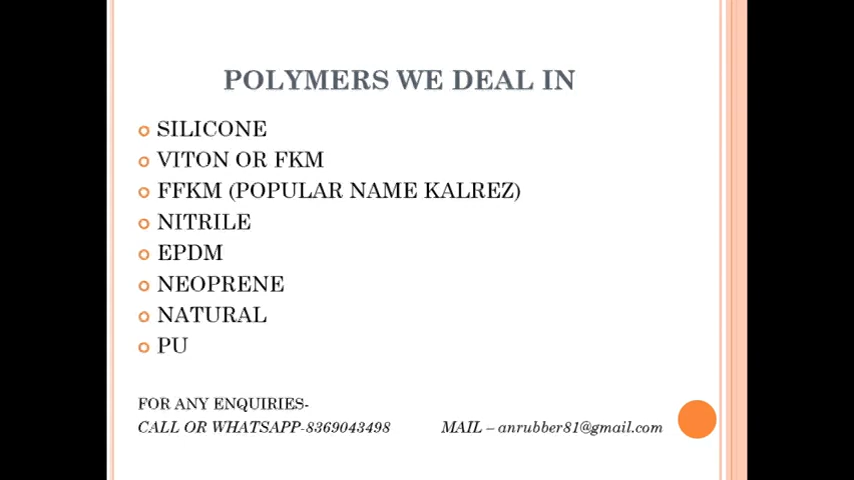 POLYMERS WE DEAL IN
SILICONE
VITON OR FKM
FFKM (POPULAR NAME KALREZ)
NITRILE
EPDM
NEOPRENE
NATURAL
PU
FOR ANY ENQUIRIES-
CALL OR WHATSAPP-8369043498 MAIL – anrubber81@gmail.com